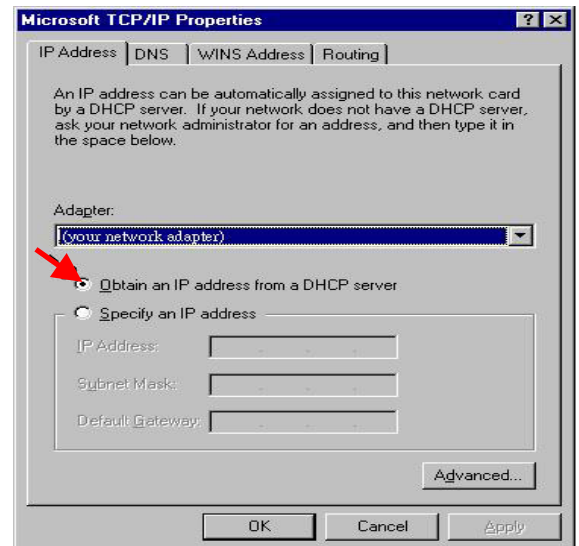 Microsoft TCP/IP Properties
IP Address DNS WINS Address Routing
An IP address can be automatically assigned to this network card
by a DHCP server. If your network does not have a DHCP server,
ask your network administrator for an address, and then type it in
the space below.
Adapter:
(your network adapter)
Obtain an IP address from a DHCP server
Specify an IP address
IP Address:
Subnet Mask:
Default Gateway:
Advanced...
OK Cancel Apply